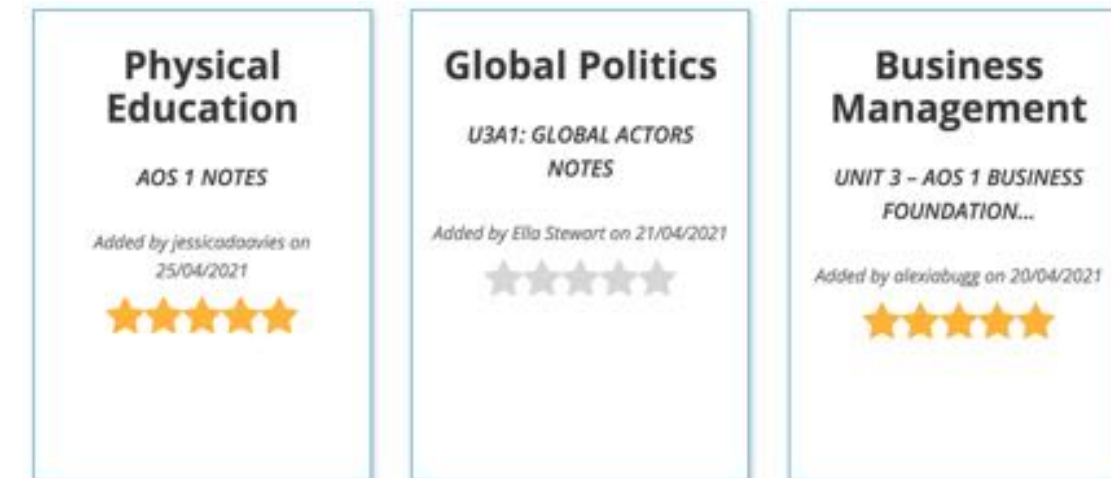 Physical
Education
AOS 1 NOTES
Added by jessicadaavies on
25/04/2021
Global Politics
U3A1: GLOBAL ACTORS
NOTES
Added by Ella Stewart on 21/04/2021
Business
Management
UNIT 3 – AOS 1 BUSINESS
FOUNDATION...
Added by alexiabugg on 20/04/2021